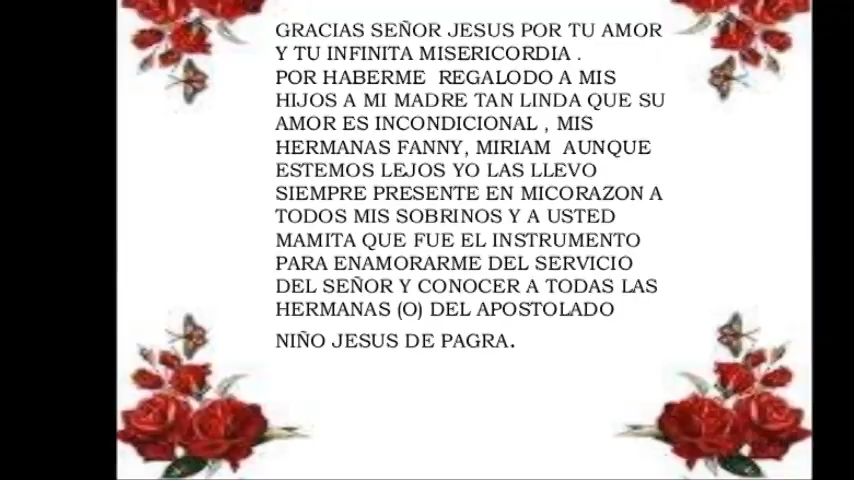 GRACIAS SEÑOR JESUS POR TU AMOR
Y TU INFINITA MISERICORDIA .
POR HABERME  REGALODO A MIS
HIJOS A MI MADRE TAN LINDA QUE SU
AMOR ES INCONDICIONAL , MIS
HERMANAS FANNY, MIRIAM  AUNQUE
ESTEMOS LEJOS YO LAS LLEVO
SIEMPRE PRESENTE EN MICORAZON A
TODOS MIS SOBRINOS Y A USTED
MAMITA QUE FUE EL INSTRUMENTO
PARA ENAMORARME DEL SERVICIO
DEL SEÑOR Y CONOCER A TODAS LAS
HERMANAS (O) DEL APOSTOLADO
NIÑO JESUS DE PAGRA.